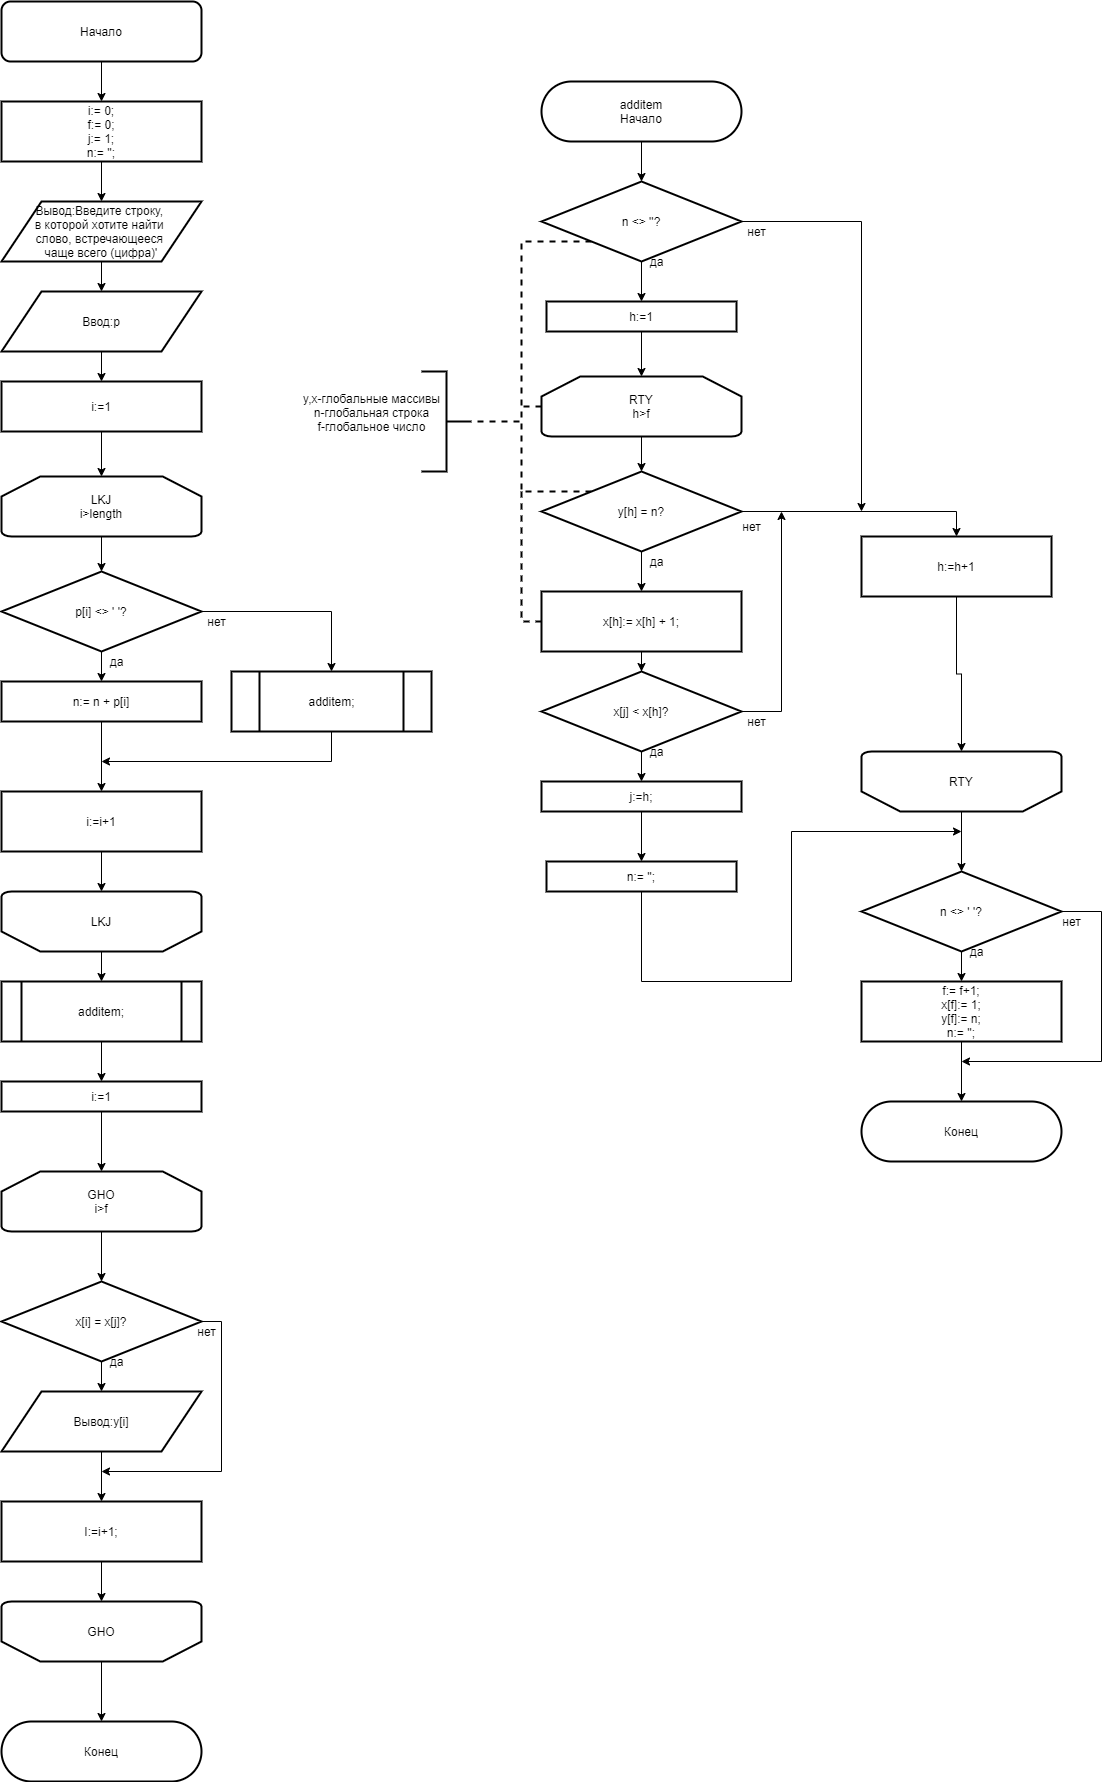 Начало
i:= 0;
f:= 0;
j:= 1;
n:= '';
Вывод:Введите строку,
в которой хотите найти
слово, встречающееся
чаще всего (цифра)'
Ввод:p
i:=1
LKJ
i>length
p[i] <> ' '?
нет
да
n:= n + p[i]
additem;
i:=i+1
LKJ
additem;
i:=1
GHO
i>f
x[i] = x[j]?
нет
да
Вывод:y[i]
I:=i+1;
GHO
Конец
additem
Начало
n <> ''?
нет
да
h:=1
y,x-глобальные массивы
n-глобальная строка
f-глобальное число
RTY
h>f
y[h] = n?
нет
да
x[h]:= x[h] + 1;
x[j] < x[h]?
нет
да
j:=h;
n:= '';
h:=h+1
RTY
n <> ' '?
нет
да
f:= f+1;
x[f]:= 1;
y[f]:= n;
n:= '';
Конец